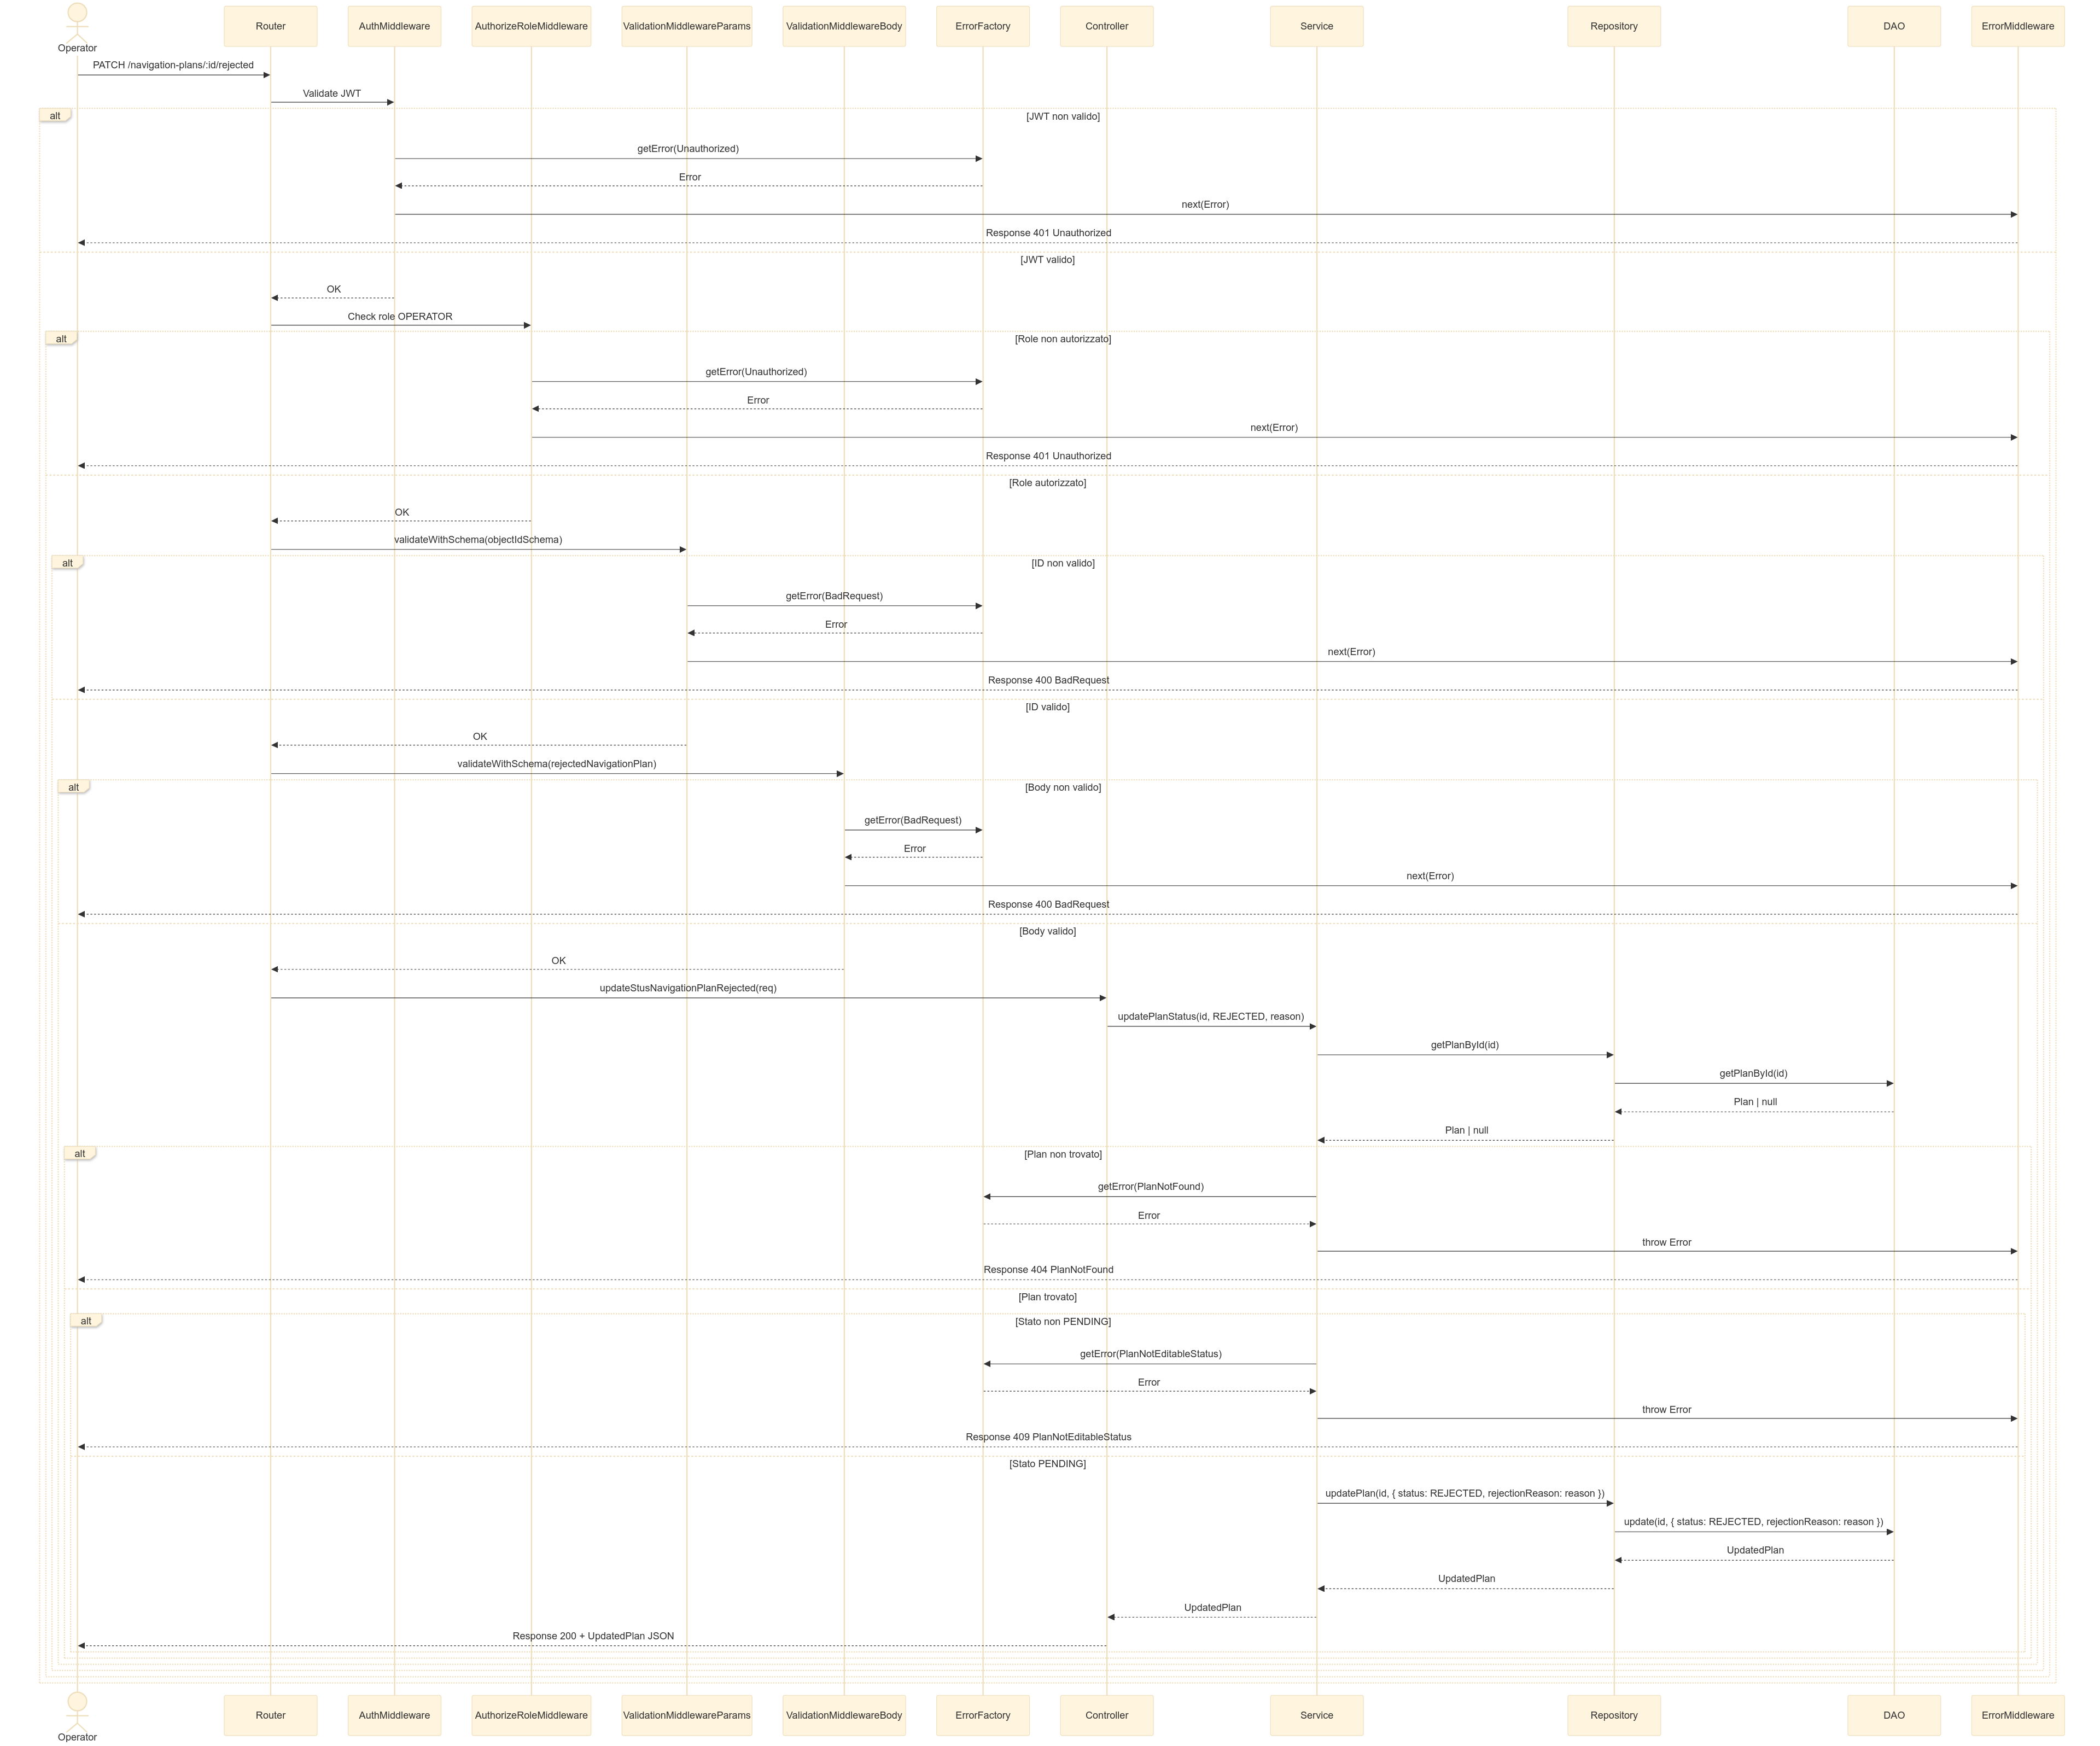 Operator
Router
AuthMiddleware
AuthorizeRoleMiddleware
ValidationMiddlewareParams
ValidationMiddlewareBody
ErrorFactory
Controller
Service
Repository
DAO
ErrorMiddleware
PATCH /navigation-plans/:id/rejected
Validate JWT
alt
[JWT non valido]
getError(Unauthorized)
Error
next(Error)
Response 401 Unauthorized
[JWT valido]
OK
Check role OPERATOR
alt
[Role non autorizzato]
getError(Unauthorized)
Error
next(Error)
Response 401 Unauthorized
[Role autorizzato]
OK
validateWithSchema(objectIdSchema)
alt
[ID non valido]
getError(BadRequest)
Error
next(Error)
Response 400 BadRequest
[ID valido]
OK
validateWithSchema(rejectedNavigationPlan)
alt
[Body non valido]
getError(BadRequest)
Error
next(Error)
Response 400 BadRequest
[Body valido]
OK
updateStusNavigationPlanRejected(req)
updatePlanStatus(id, REJECTED, reason)
getPlanById(id)
getPlanById(id)
Plan | null
Plan | null
alt
[Plan non trovato]
getError(PlanNotFound)
Error
throw Error
Response 404 PlanNotFound
[Plan trovato]
alt
[Stato non PENDING]
getError(PlanNotEditableStatus)
Error
throw Error
Response 409 PlanNotEditableStatus
[Stato PENDING]
updatePlan(id, { status: REJECTED, rejectionReason: reason })
update(id, { status: REJECTED, rejectionReason: reason })
UpdatedPlan
UpdatedPlan
UpdatedPlan
Response 200 + UpdatedPlan JSON
Operator
Router
AuthMiddleware
AuthorizeRoleMiddleware
ValidationMiddlewareParams
ValidationMiddlewareBody
ErrorFactory
Controller
Service
Repository
DAO
ErrorMiddleware